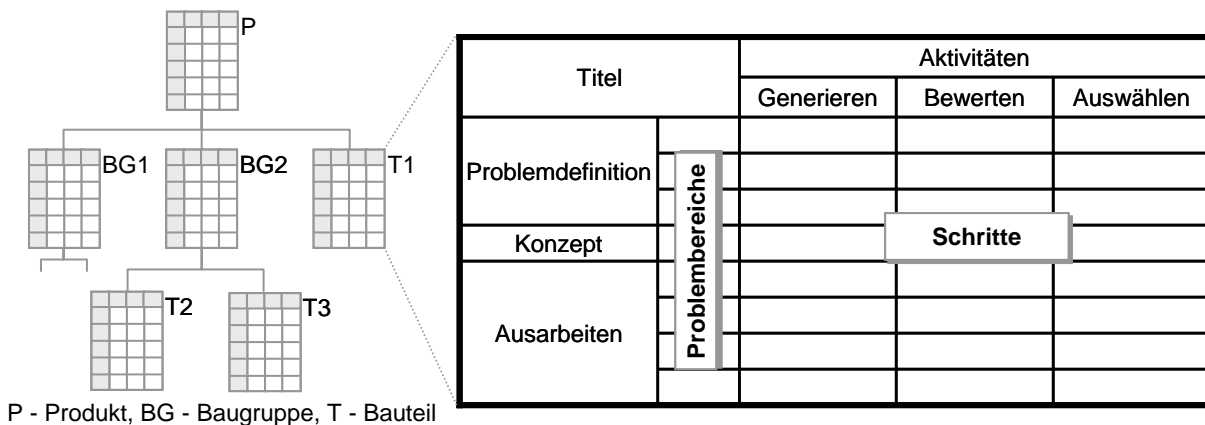 P
BG1
BG2
T1
T2
T3
P - Produkt, BG - Baugruppe, T - Bauteil
Titel
Aktivitäten
Generieren
Bewerten
Auswählen
Problemdefinition
Konzept
Ausarbeiten
Problembereiche
Schritte